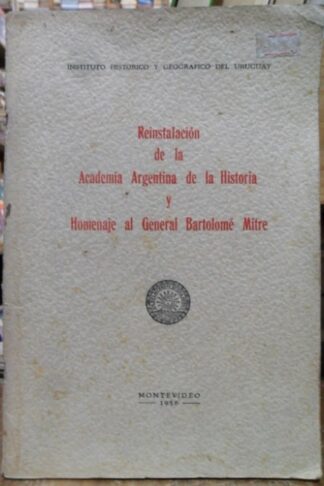 INSTITUTO HISTORICO Y GEOGRAFICO DEL URUGUAY
Reinstalación
de la
Academia Argentina de la Historia
y
Homenaje al General Bartolomé Mitre
MONTEVIDEO
1956